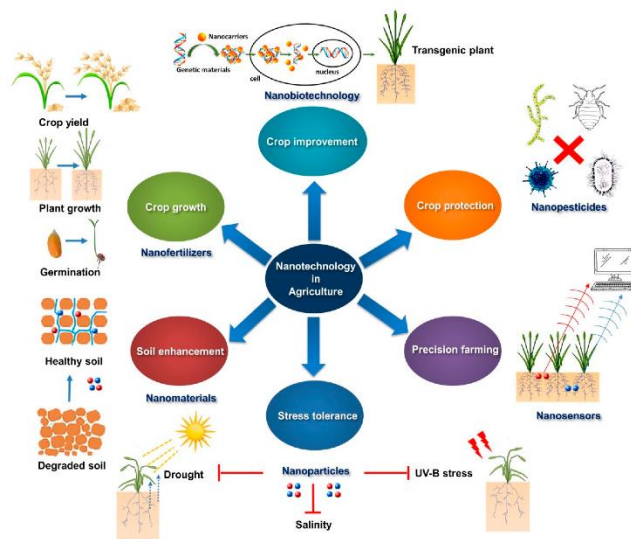 Nanocarriers
Genetic materials
cell
nucleus
Transgenic plant
Nanobiotechnology
Crop yield
Crop improvement
Plant growth
Crop growth
Crop protection
Nanopesticides
Nanofertilizers
Germination
Nanotechnology
in
Agriculture
Healthy soil
Soil enhancement
Precision farming
Nanomaterials
Nanosensors
Stress tolerance
Degraded soil
Drought
Nanoparticles
UV-B stress
Salinity